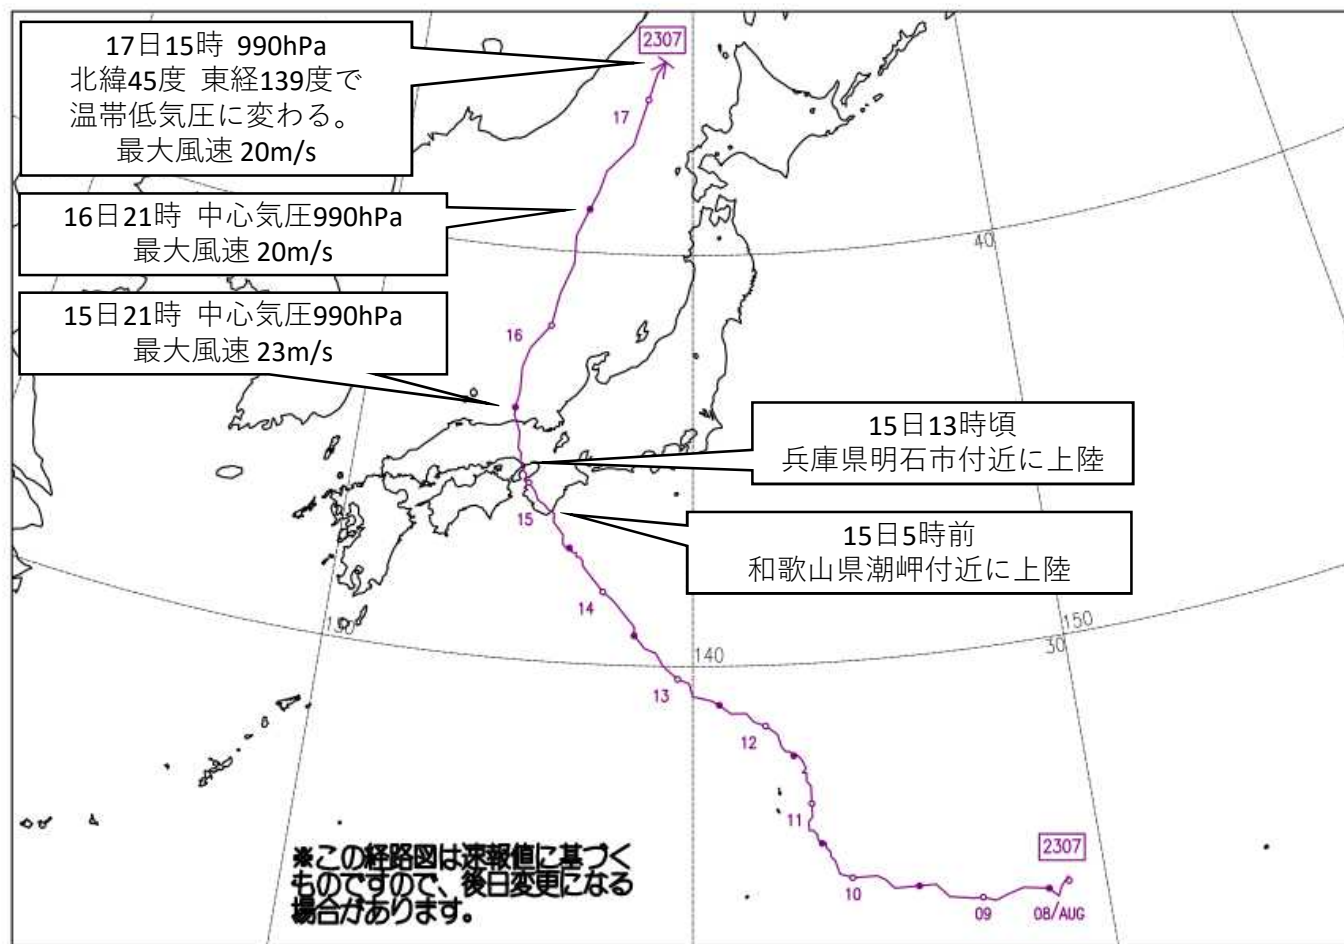 17日15時 990hPa
北緯45度 東経139度で
温帯低気圧に変わる。
最大風速 20m/s
2307
17
16日21時 中心気圧990hPa
最大風速 20m/s
40
15日21時 中心気圧990hPa
最大風速 23m/s
16
15日13時頃
兵庫県明石市付近に上陸
15
15日5時前
和歌山県潮岬付近に上陸
14
130
150
30
140
13
12
11
2307
※この経路図は速報値に基づく
ものですので、後日変更になる
場合があります。
10
09
08/AUG